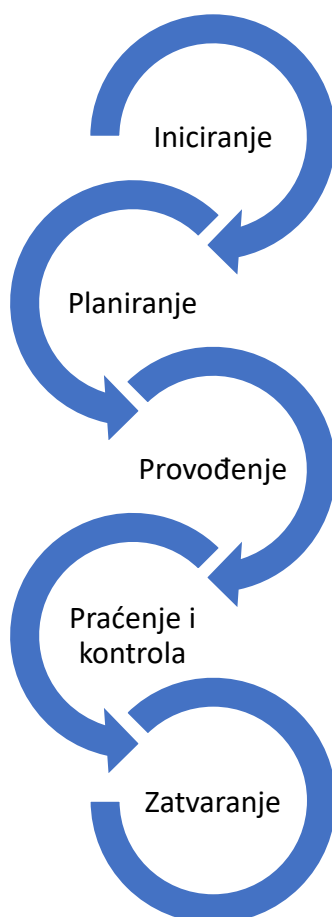 Iniciranje
Planiranje
Provođenje
Praćenje i
kontrola
Zatvaranje